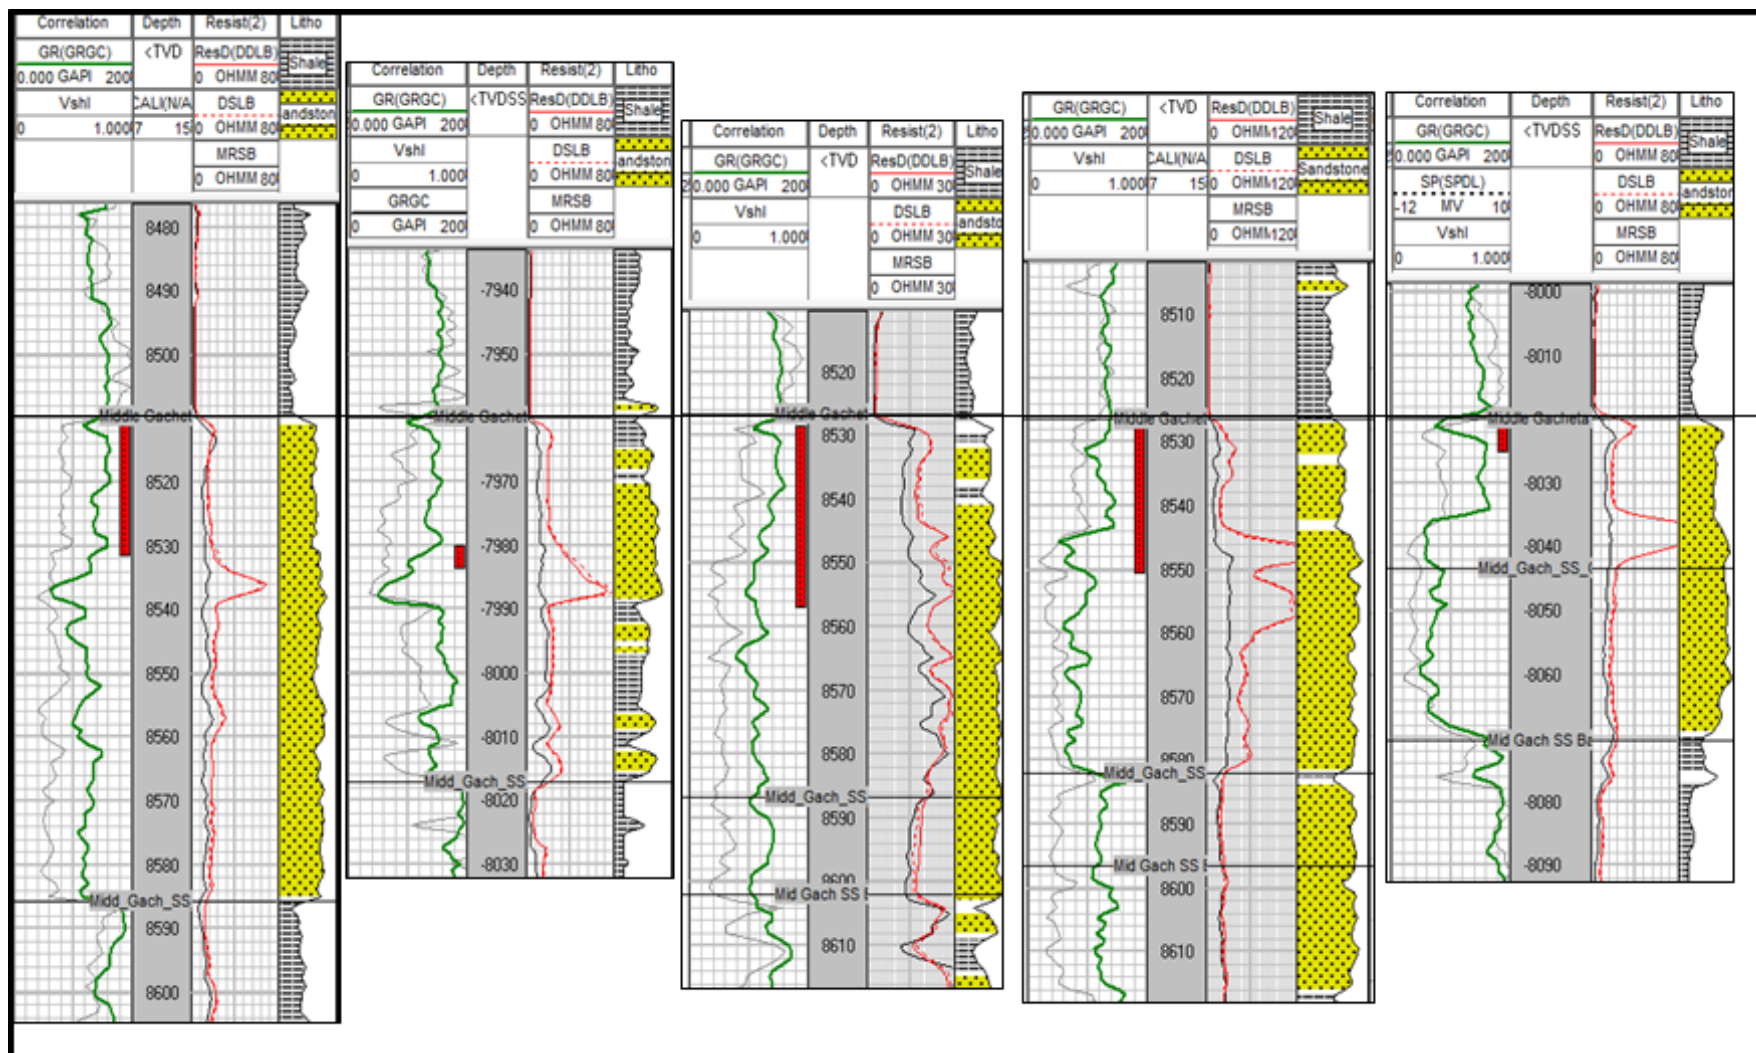 Correlation Depth Resist(2) Litho
GR(GRGC) <TVD ResD(DDLB) Shale
0.000 GAPI 200 0 OHMM 80
Vshl CALI(N/A DSLB andston
0 1.000 7 15 0 OHMM 80
MRSB
0 OHMM 80
8480
8490
8500
Middle Gachet
8520
8530
8540
8550
8560
8570
8580
Midd_Gach_SS
8590
8600
Correlation Depth Resist(2) Litho
GR(GRGC) <TVDSS ResD(DDLB) Shale
0.000 GAPI 200 0 OHMM 80
Vshl DSLB andston
0 1.000 0 OHMM 80
GRGC MRSB
0 GAPI 200 0 OHMM 80
-7940
-7950
Middle Gachet
-7970
-7980
-7990
-8000
-8010
Midd_Gach_SS
-8020
-8030
Correlation Depth Resist(2) Litho
GR(GRGC) <TVD ResD(DDLB) Shale
0.000 GAPI 200 0 OHMM 30
Vshl DSLB andsto
0 1.000 0 OHMM 30
MRSB
0 OHMM 30
8520
Middle Gachet
8530
8540
8550
8560
8570
8580
Midd_Gach_SS
8590
8600
Mid Gach SS
8610
GR(GRGC) <TVD ResD(DDLB) Shale
0.000 GAPI 200 0 OHMM 120
Vshl CALI(N/A DSLB Sandstone
0 1.000 7 15 0 OHMM 120
MRSB
0 OHMM 120
8510
8520
Middle Gachet
8530
8540
8550
8560
8570
8580
Midd_Gach_SS
8590
Mid Gach SS
8600
8610
Correlation Depth Resist(2) Litho
GR(GRGC) <TVDSS ResD(DDLB) Shale
0.000 GAPI 200 0 OHMM 80
SP(SPDL) DSLB andston
-12 MV 10 0 OHMM 80
Vshl MRSB
0 1.000 0 OHMM 80
-8000
-8010
Middle Gacheta
-8030
-8040
Midd_Gach_SS_
-8050
-8060
Mid Gach SS Ba
-8080
-8090